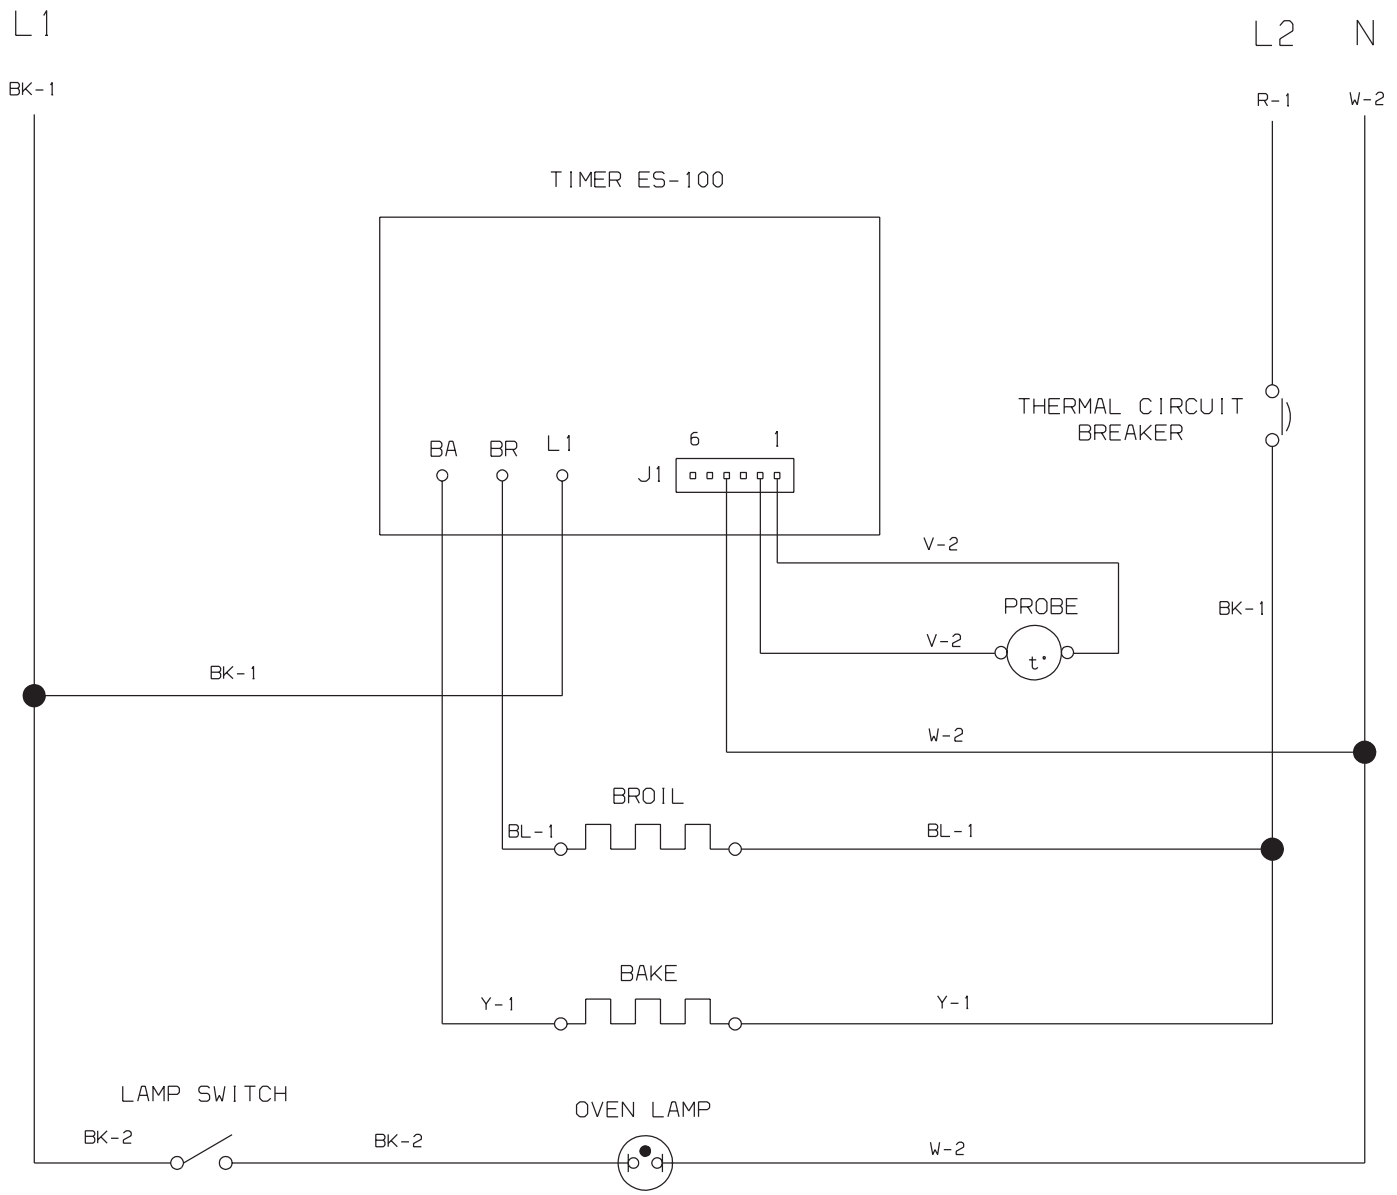 L1
L2
N
BK-1
R-1
W-2
TIMER ES-100
THERMAL CIRCUIT
BREAKER
BA
BR
L1
6
1
J1
V-2
PROBE
BK-1
V-2
t°
BK-1
W-2
BROIL
BL-1
BL-1
BAKE
Y-1
Y-1
LAMP SWITCH
OVEN LAMP
BK-2
BK-2
W-2